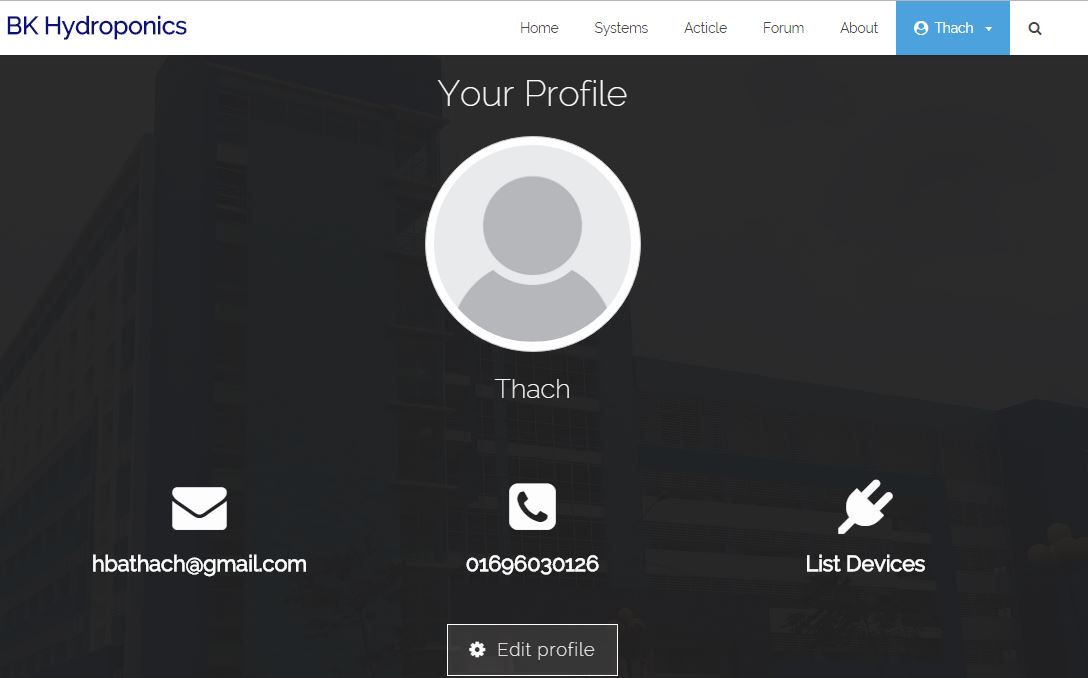 BK Hydroponics
Home Systems Acticle Forum About Thach
Your Profile
Thach
hbathach@gmail.com 01696030126 List Devices
Edit profile